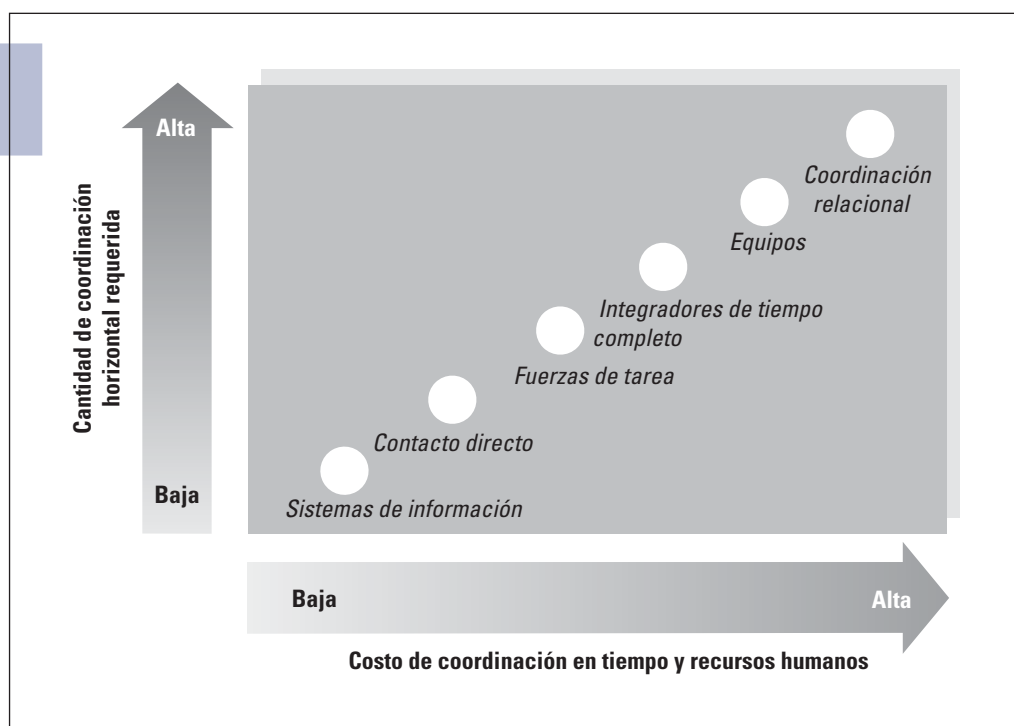 Alta
Cantidad de coordinación
horizontal requerida
Baja
Coordinación
relacional
Equipos
Integradores de tiempo
completo
Fuerzas de tarea
Contacto directo
Sistemas de información
Baja
Alta
Costo de coordinación en tiempo y recursos humanos